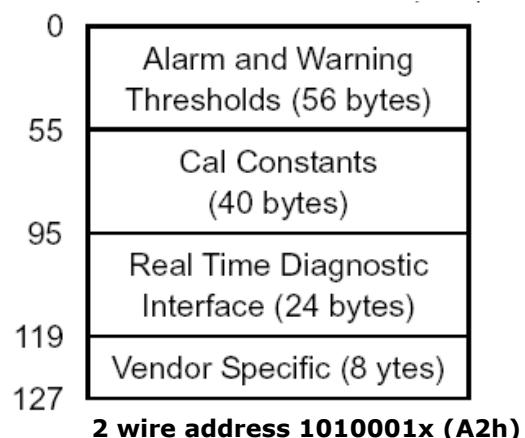 0
Alarm and Warning
Thresholds (56 bytes)
55
Cal Constants
(40 bytes)
95
Real Time Diagnostic
Interface (24 bytes)
119
Vendor Specific (8 ytes)
127
2 wire address 1010001x (A2h)